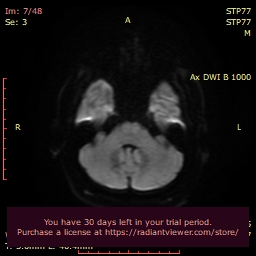 Im: 7/48
Se: 3
A
STP77
STP77
M
Ax DWI B 1000
R
L
You have 30 days left in your trial period.
Purchase a license at https://radiantviewer.com/store/